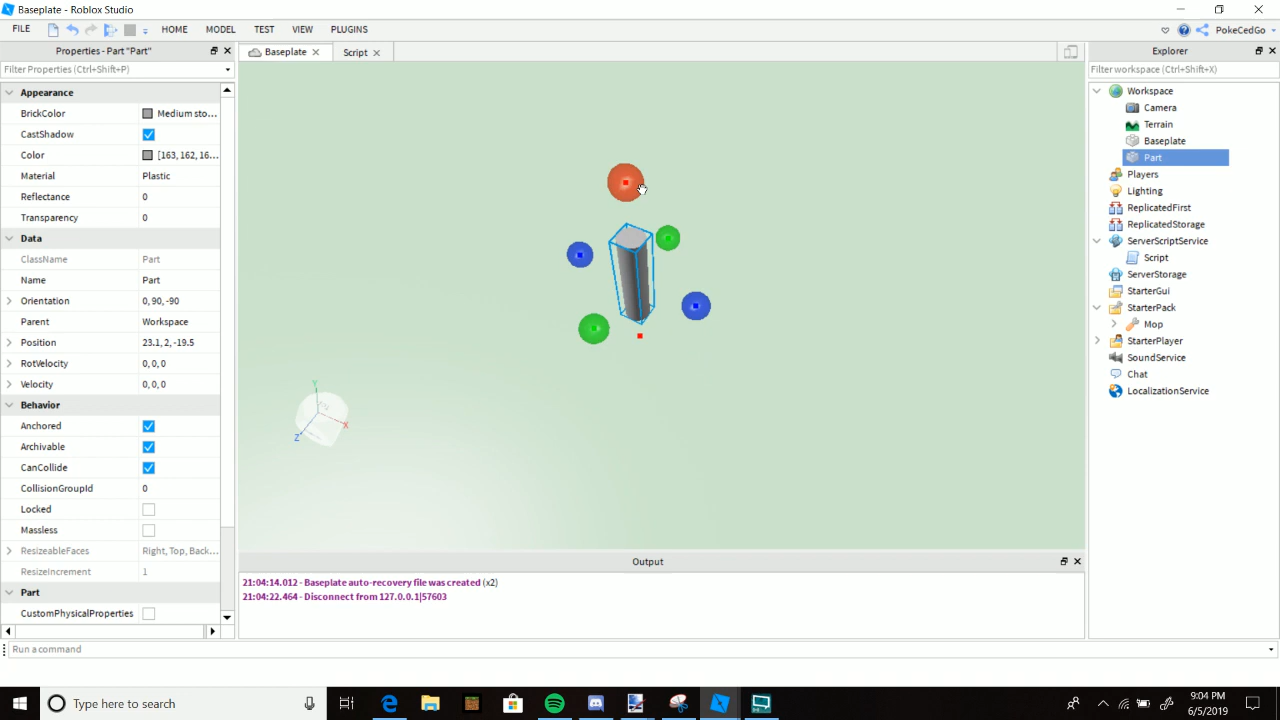 Baseplate - Roblox Studio
FILE HOME MODEL TEST VIEW PLUGINS PokeCedGo
Properties - Part "Part"
Filter Properties (Ctrl+Shift+P)
Appearance
BrickColor Medium sto...
CastShadow
Color [163, 162, 16...
Material Plastic
Reflectance 0
Transparency 0
Data
ClassName Part
Name Part
Orientation 0, 90, -90
Parent Workspace
Position 23.1, 2, -19.5
RotVelocity 0, 0, 0
Velocity 0, 0, 0
Behavior
Anchored
Archivable
CanCollide
CollisionGroupId 0
Locked
Massless
ResizeableFaces Right, Top, Back...
ResizeIncrement 1
Part
CustomPhysicalProperties
Baseplate Script
Y
X
Z
Output
21:04:14.012 - Baseplate auto-recovery file was created (x2)
21:04:22.464 - Disconnect from 127.0.0.1|57603
Explorer
Filter workspace (Ctrl+Shift+X)
Workspace
Camera
Terrain
Baseplate
Part
Players
Lighting
ReplicatedFirst
ReplicatedStorage
ServerScriptService
Script
ServerStorage
StarterGui
StarterPack
Mop
StarterPlayer
SoundService
Chat
LocalizationService
Run a command
Type here to search
9:04 PM
6/5/2019